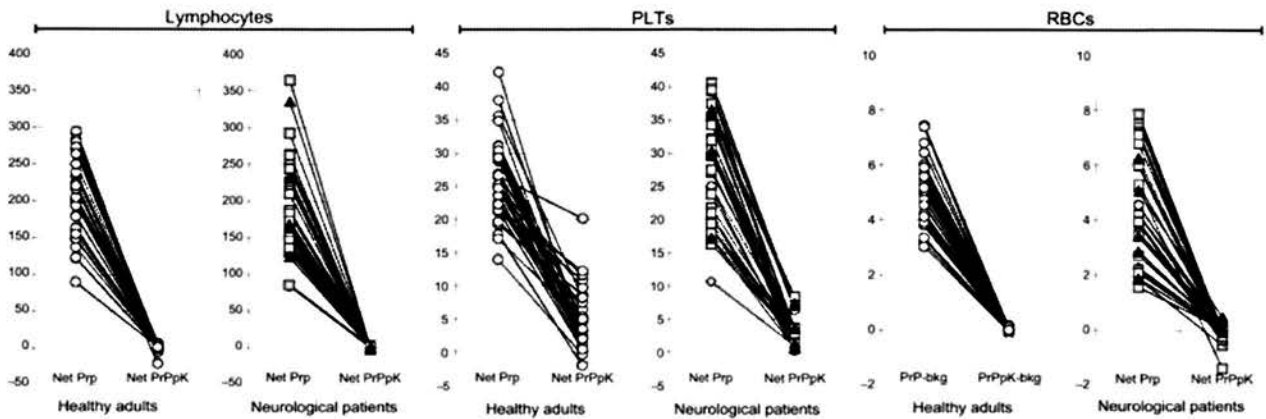 Lymphocytes PLTs RBCs
400 400 45 45 10 10
350 350 40 40
300 300 35 35 8 8
250 250 30 30 6 6
200 200 25 25
150 150 20 20 4 4
100 100 15 15
50 50 10 10 2 2
0 0 5 5
–50 –50 0 0 0 0
–5 –5 –2 –2
Net Prp Net PrPpK Net Prp Net PrPpK Net Prp Net PrPpK Net Prp Net PrPpK PrP-bkg PrPpK-bkg Net Prp Net PrPpK
Healthy adults Neurological patients Healthy adults Neurological patients Healthy adults Neurological patients